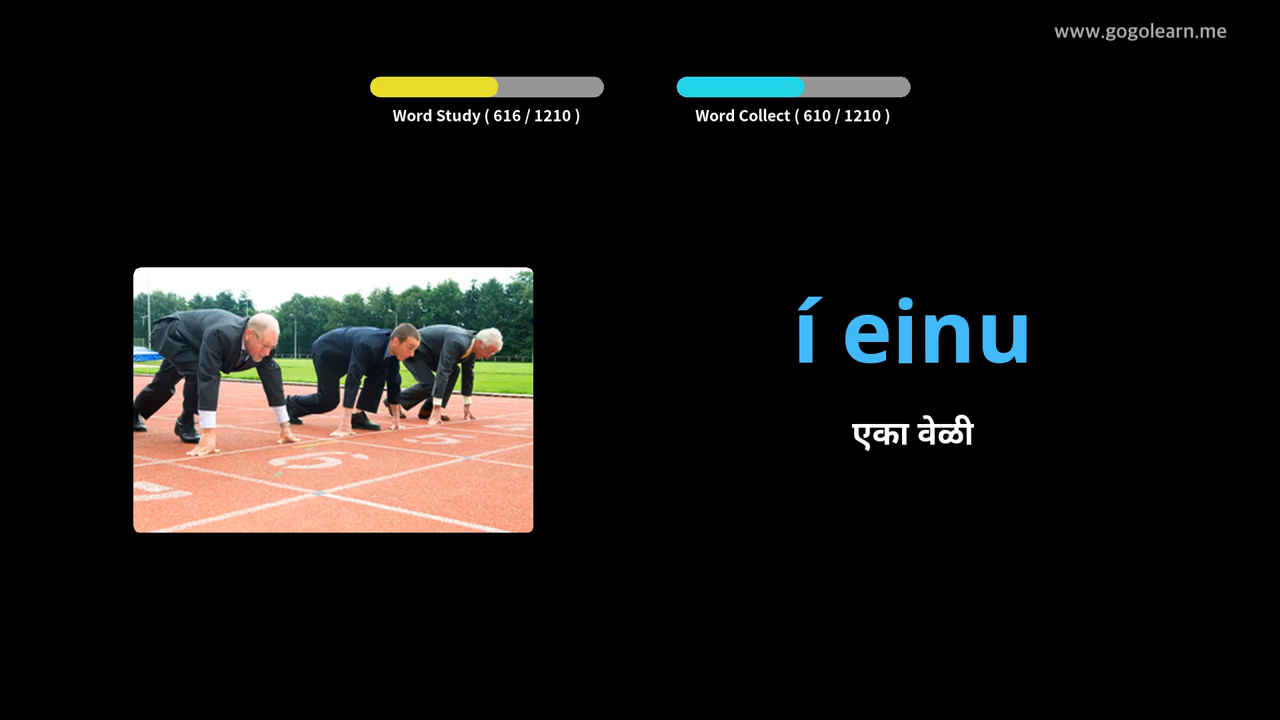 www.gogolearn.me
Word Study ( 616 / 1210 )
Word Collect ( 610 / 1210 )
í einu
एका वेळी